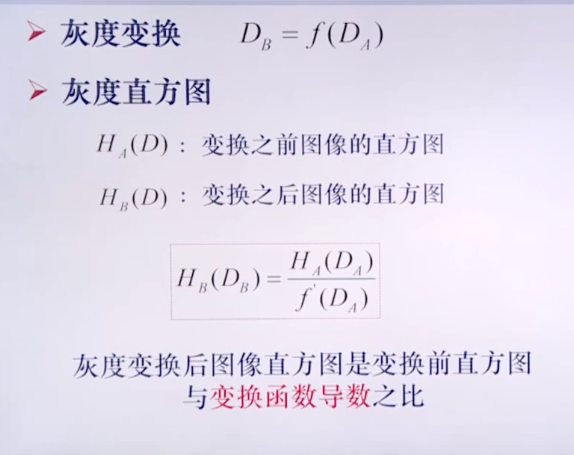 ➢ 灰度变换 D_B = f(D_A)
➢ 灰度直方图
H_A(D)：变换之前图像的直方图
H_B(D)：变换之后图像的直方图
H_B(D_B) = H_A(D_A) / f'(D_A)
灰度变换后图像直方图是变换前直方图
与变换函数导数之比